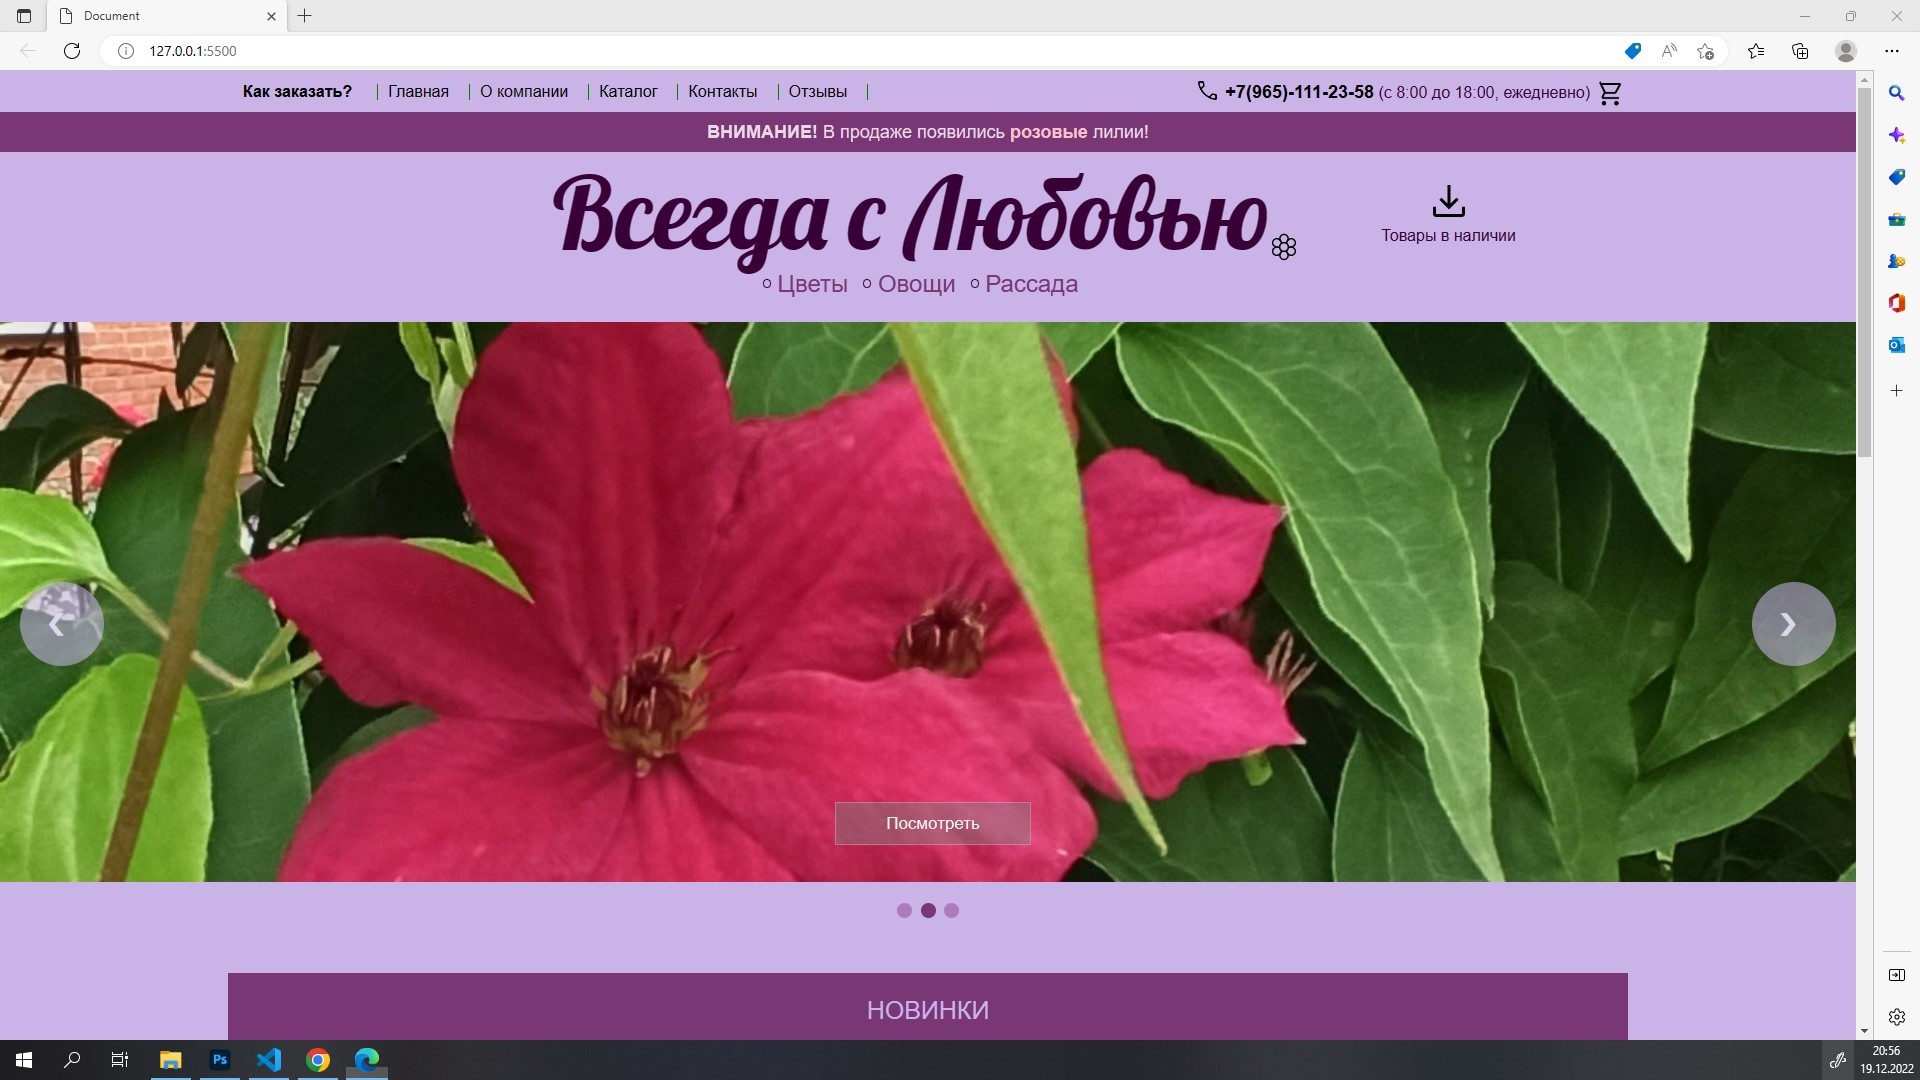 Document
127.0.0.1:5500
Как заказать? Главная О компании Каталог Контакты Отзывы +7(965)-111-23-58 (с 8:00 до 18:00, ежедневно)
ВНИМАНИЕ! В продаже появились розовые лилии!
Всегда с Любовью
Товары в наличии
Цветы Овощи Рассада
Посмотреть
НОВИНКИ
Ps
20:56
19.12.2022